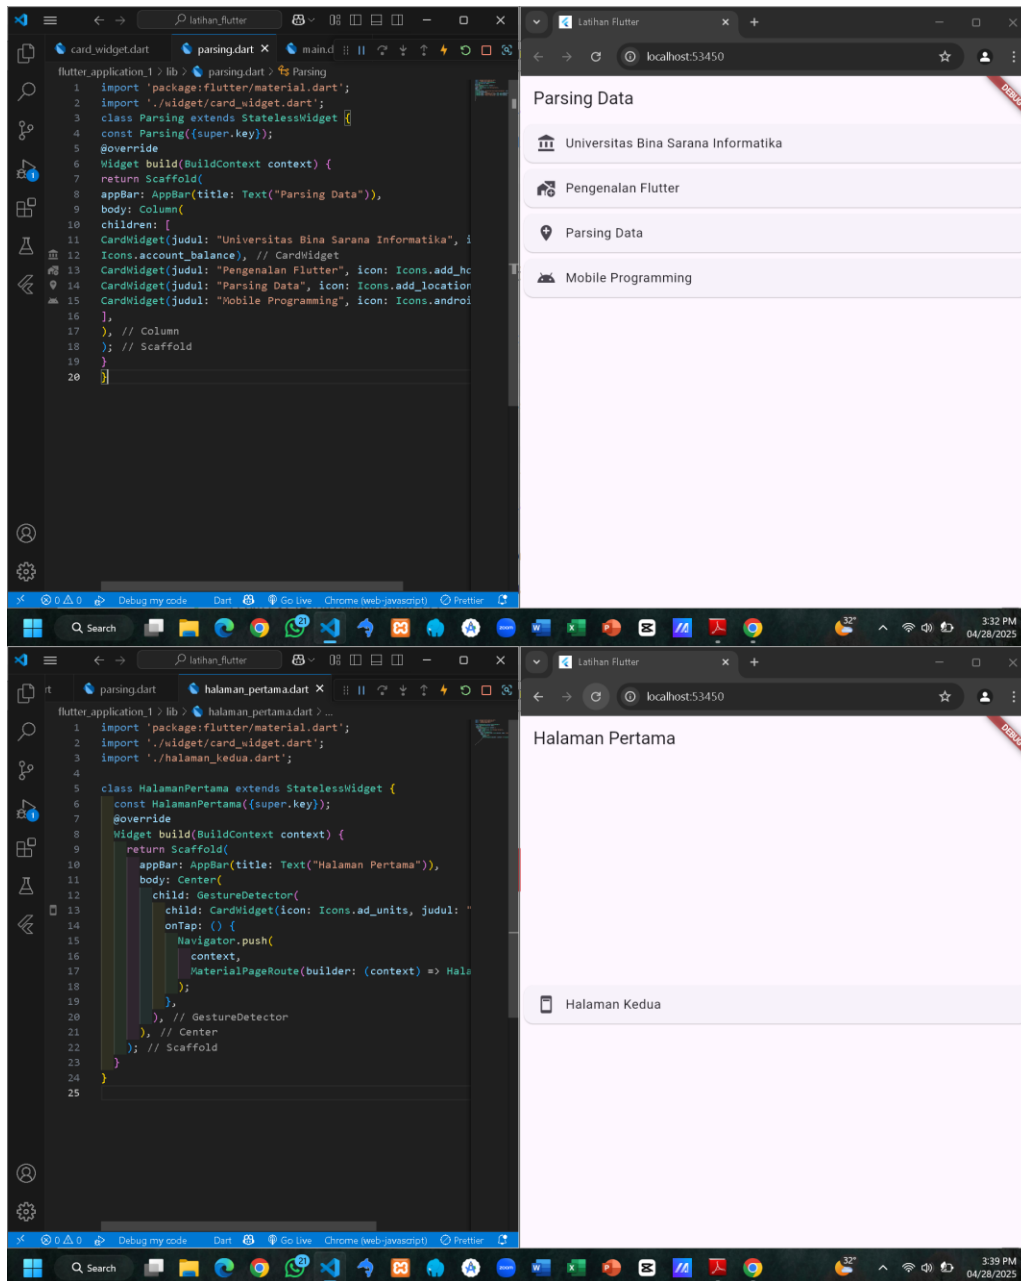 latihan_flutter
card_widget.dart parsing.dart main.d
flutter_application_1 > lib > parsing.dart > Parsing
1 import 'package:flutter/material.dart';
2 import './widget/card_widget.dart';
3 class Parsing extends StatelessWidget {
4 const Parsing({super.key});
5 @override
6 Widget build(BuildContext context) {
7 return Scaffold(
8 appBar: AppBar(title: Text("Parsing Data")),
9 body: Column(
10 children: [
11 CardWidget(judul: "Universitas Bina Sarana Informatika", i
12 Icons.account_balance), // CardWidget
13 CardWidget(judul: "Pengenalan Flutter", icon: Icons.add_ho
14 CardWidget(judul: "Parsing Data", icon: Icons.add_location
15 CardWidget(judul: "Mobile Programming", icon: Icons.androi
16 ],
17 ), // Column
18 ); // Scaffold
19 }
20 }
0 0 Debug my code Dart Go Live Chrome (web-javascript) Prettier
Latihan Flutter
localhost:53450
DEBUG
Parsing Data
Universitas Bina Sarana Informatika
Pengenalan Flutter
Parsing Data
Mobile Programming
Search
21
zoom
32°
3:32 PM
04/28/2025
latihan_flutter
rt parsing.dart halaman_pertama.dart
flutter_application_1 > lib > halaman_pertama.dart > ...
1 import 'package:flutter/material.dart';
2 import './widget/card_widget.dart';
3 import './halaman_kedua.dart';
4
5 class HalamanPertama extends StatelessWidget {
6 const HalamanPertama({super.key});
7 @override
8 Widget build(BuildContext context) {
9 return Scaffold(
10 appBar: AppBar(title: Text("Halaman Pertama")),
11 body: Center(
12 child: GestureDetector(
13 child: CardWidget(icon: Icons.ad_units, judul: "
14 onTap: () {
15 Navigator.push(
16 context,
17 MaterialPageRoute(builder: (context) => Hala
18 );
19 },
20 ), // GestureDetector
21 ), // Center
22 ); // Scaffold
23 }
24 }
25
0 0 Debug my code Dart Go Live Chrome (web-javascript) Prettier
Latihan Flutter
localhost:53450
DEBUG
Halaman Pertama
Halaman Kedua
Search
21
zoom
32°
3:39 PM
04/28/2025